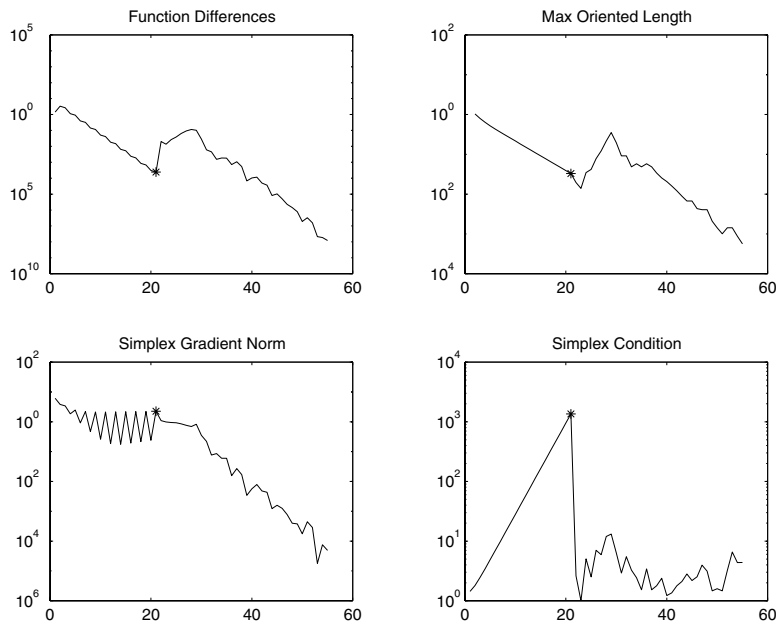 Function Differences
10^5
10^0
10^5
10^10
0 20 40 60
Max Oriented Length
10^2
10^0
10^2
10^4
0 20 40 60
Simplex Gradient Norm
10^2
10^0
10^2
10^4
10^6
0 20 40 60
Simplex Condition
10^4
10^3
10^2
10^1
10^0
0 20 40 60